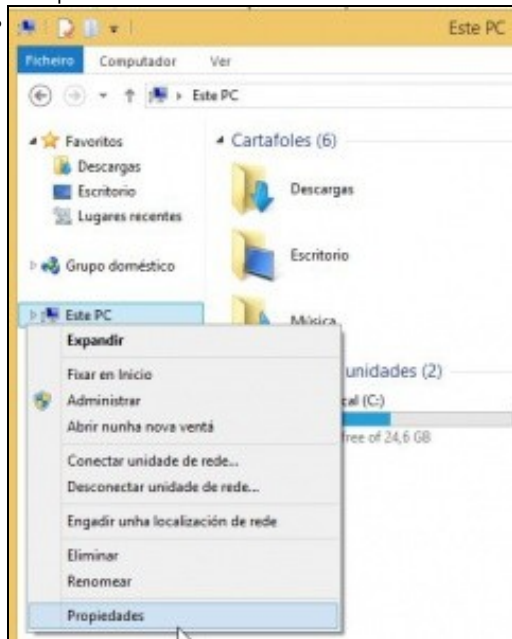 Este PC
Ficheiro Computador Ver
Este PC
Favoritos
Descargas
Escritorio
Lugares recentes
Grupo doméstico
Este PC
Cartafoles (6)
Descargas
Escritorio
Música
unidades (2)
cal (C:)
free of 24,6 GB
Expandir
Fixar en Inicio
Administrar
Abrir nunha nova ventá
Conectar unidade de rede...
Desconectar unidade de rede...
Engadir unha localización de rede
Eliminar
Renomear
Propiedades